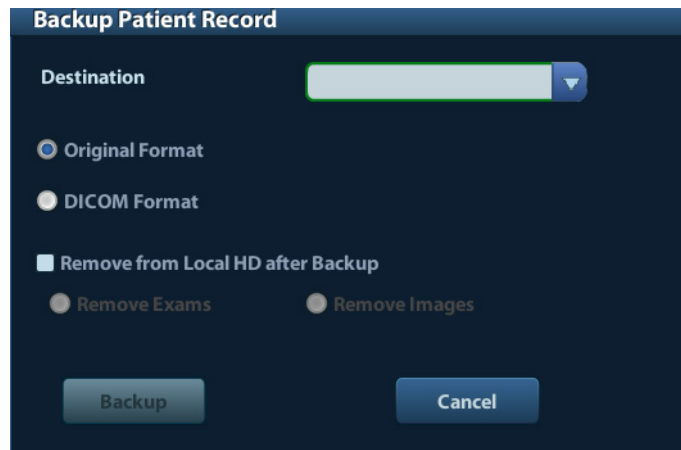 Backup Patient Record
Destination
Original Format
DICOM Format
Remove from Local HD after Backup
Remove Exams Remove Images
Backup Cancel